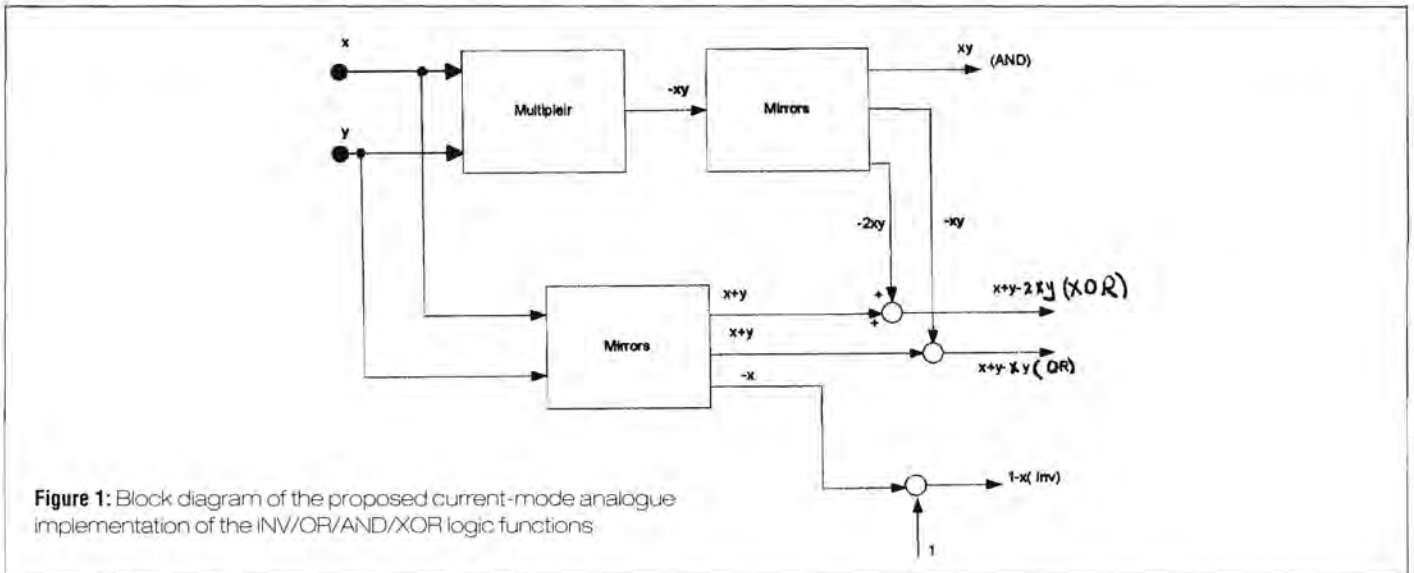 x
xy
(AND)
Multipleir
-xy
Mirrors
y
-2xy
-xy
x+y
x+y-2xy (XOR)
+
+
x+y
Mirrors
x+y-xy (OR)
-x
1-x( Inv)
1
Figure 1: Block diagram of the proposed current-mode analogue
implementation of the INV/OR/AND/XOR logic functions